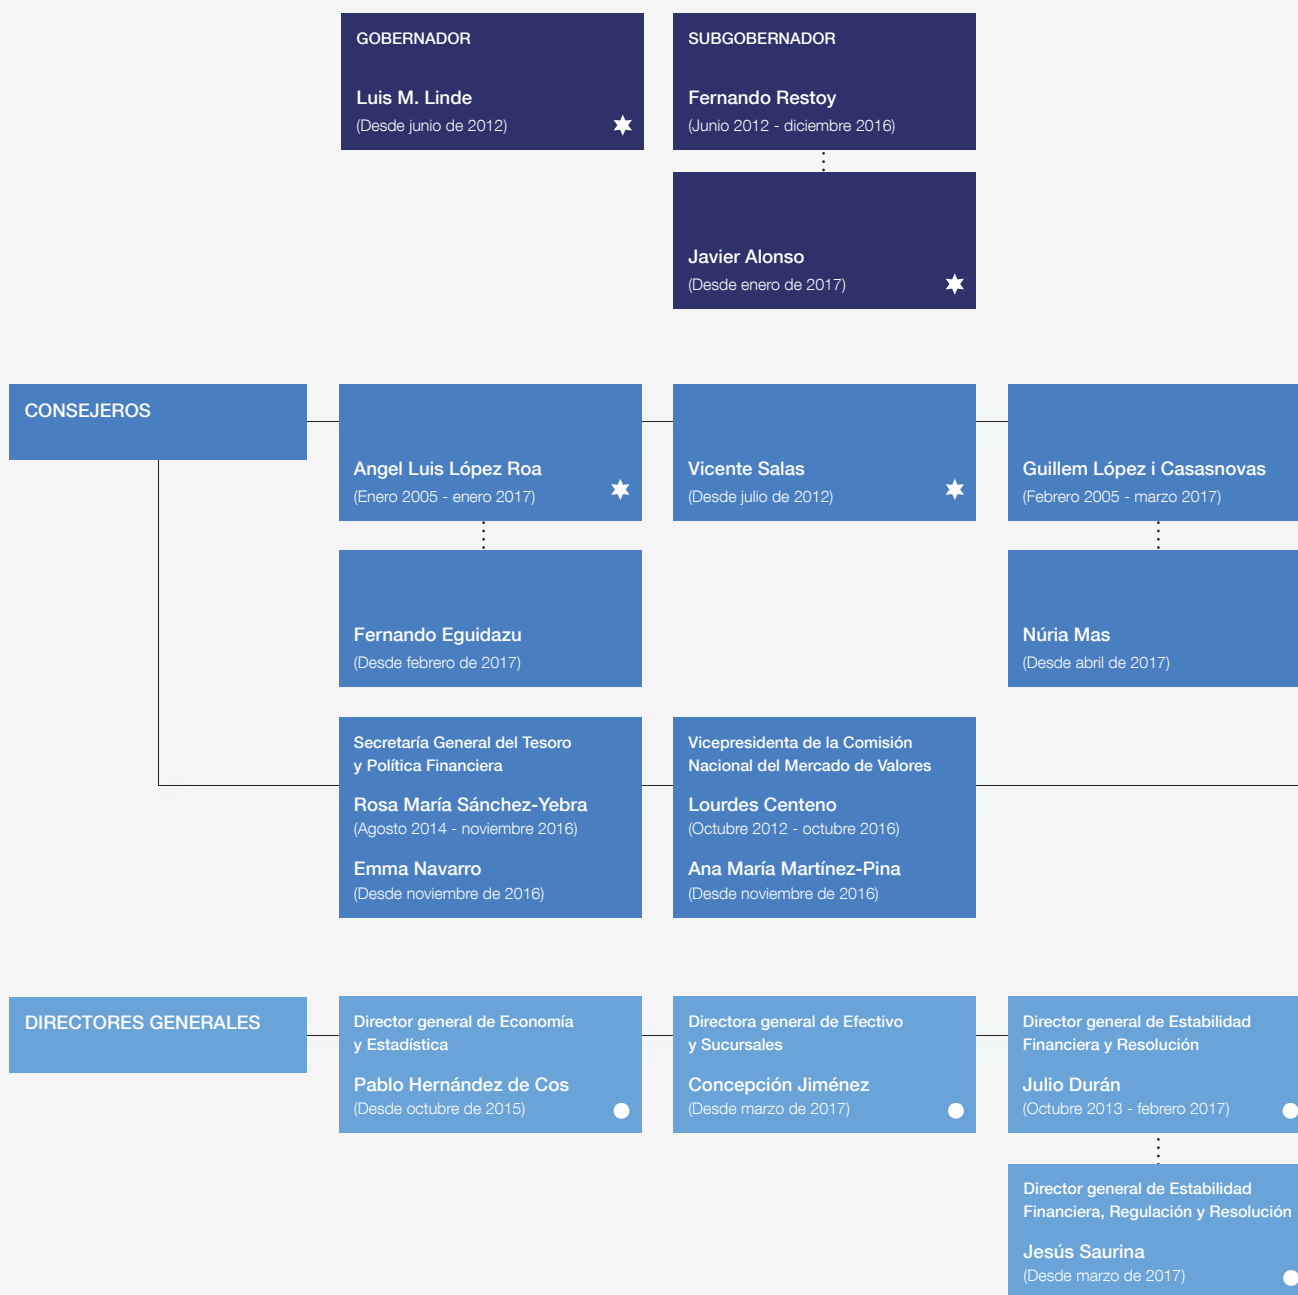 GOBERNADOR
Luis M. Linde
(Desde junio de 2012)
SUBGOBERNADOR
Fernando Restoy
(Junio 2012 - diciembre 2016)
Javier Alonso
(Desde enero de 2017)
CONSEJEROS
Angel Luis López Roa
(Enero 2005 - enero 2017)
Vicente Salas
(Desde julio de 2012)
Guillem López i Casasnovas
(Febrero 2005 - marzo 2017)
Fernando Eguidazu
(Desde febrero de 2017)
Núria Mas
(Desde abril de 2017)
Secretaría General del Tesoro
y Política Financiera
Rosa María Sánchez-Yebra
(Agosto 2014 - noviembre 2016)
Emma Navarro
(Desde noviembre de 2016)
Vicepresidenta de la Comisión
Nacional del Mercado de Valores
Lourdes Centeno
(Octubre 2012 - octubre 2016)
Ana María Martínez-Pina
(Desde noviembre de 2016)
DIRECTORES GENERALES
Director general de Economía
y Estadística
Pablo Hernández de Cos
(Desde octubre de 2015)
Directora general de Efectivo
y Sucursales
Concepción Jiménez
(Desde marzo de 2017)
Director general de Estabilidad
Financiera y Resolución
Julio Durán
(Octubre 2013 - febrero 2017)
Director general de Estabilidad
Financiera, Regulación y Resolución
Jesús Saurina
(Desde marzo de 2017)